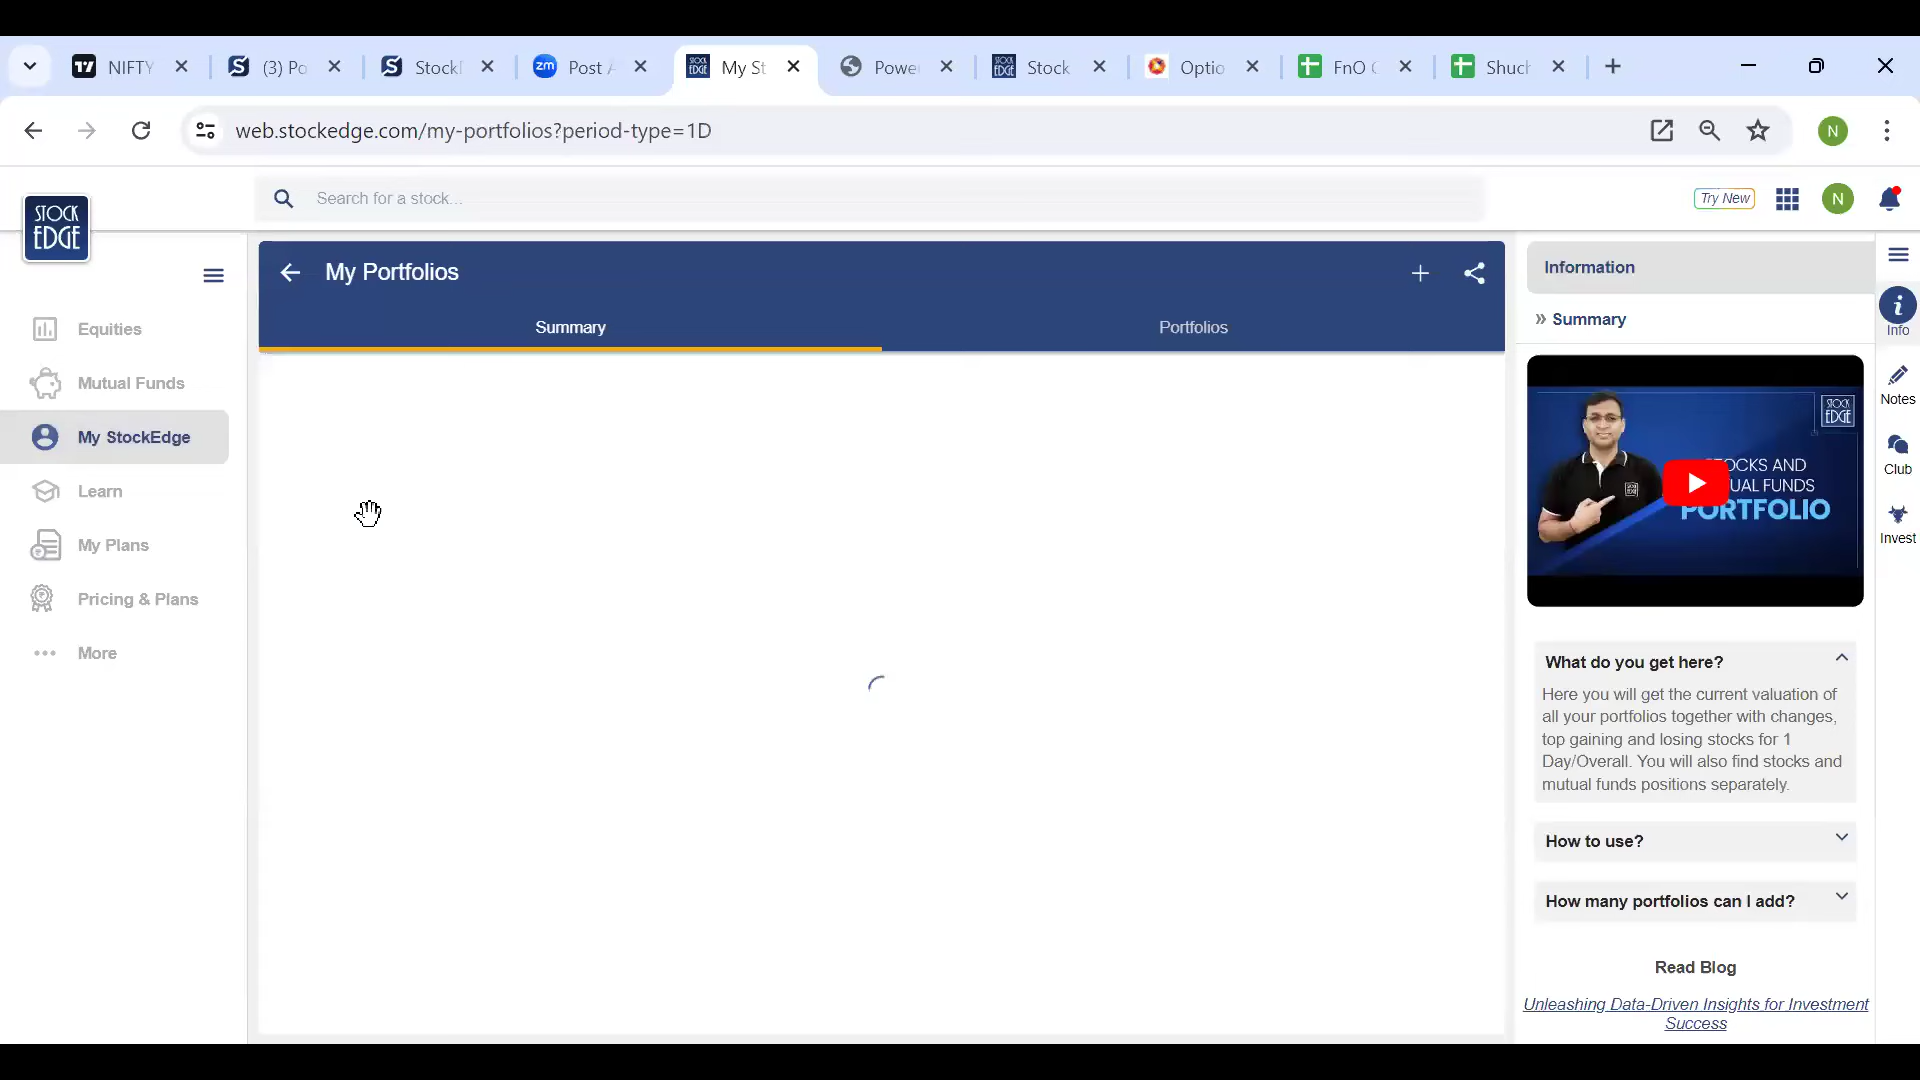 NIFTY
(3) Po
Stock
Post A
My St
Powe
Stock
Optio
FnO
Shuch
web.stockedge.com/my-portfolios?period-type=1D
N
STOCK
EDGE
Search for a stock...
Try New
N
My Portfolios
Summary
Portfolios
Equities
Mutual Funds
My StockEdge
Learn
My Plans
Pricing & Plans
More
Information
» Summary
STOCK
EDGE
STOCKS AND
UAL FUNDS
PORTFOLIO
What do you get here?
Here you will get the current valuation of
all your portfolios together with changes,
top gaining and losing stocks for 1
Day/Overall. You will also find stocks and
mutual funds positions separately.
How to use?
How many portfolios can I add?
Read Blog
Unleashing Data-Driven Insights for Investment
Success
Info
Notes
Club
Invest